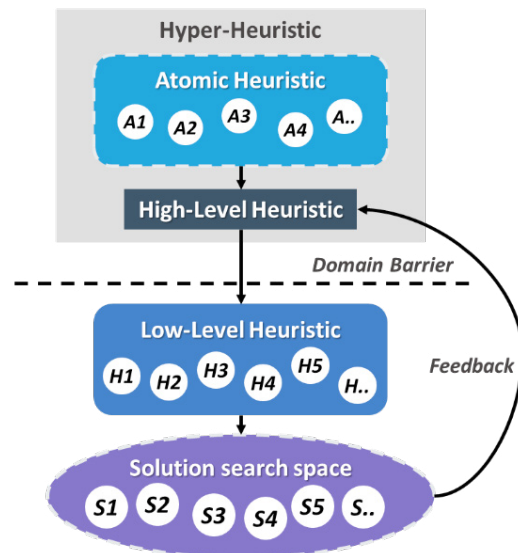 Hyper-Heuristic
Atomic Heuristic
A1 A2 A3 A4 A..
High-Level Heuristic
Domain Barrier
Low-Level Heuristic
H1 H2 H3 H4 H5 H..
Feedback
Solution search space
S1 S2 S3 S4 S5 S..